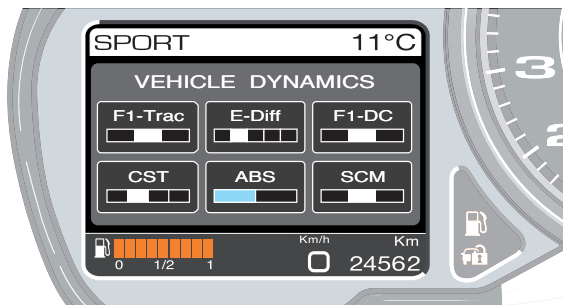 SPORT 11°C
VEHICLE DYNAMICS
F1-Trac E-Diff F1-DC
CST ABS SCM
Km/h Km
0 1/2 1 0 24562
3
2